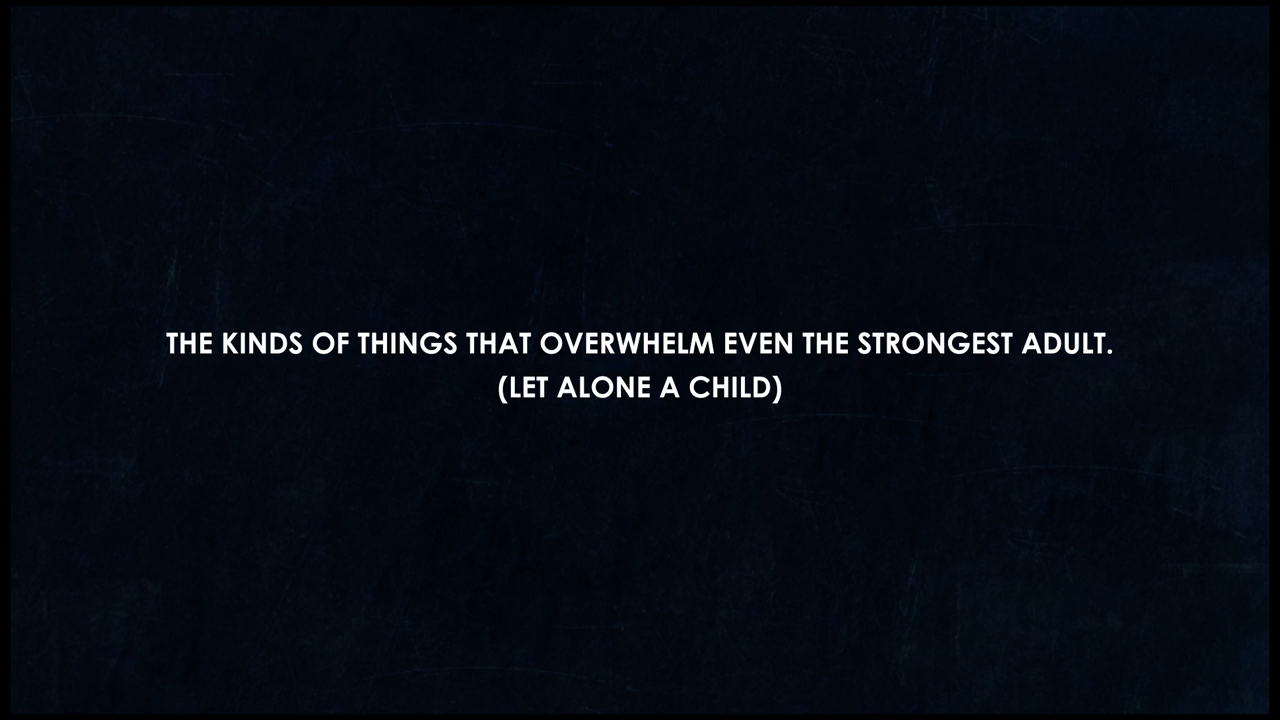 THE KINDS OF THINGS THAT OVERWHELM EVEN THE STRONGEST ADULT.
(LET ALONE A CHILD)